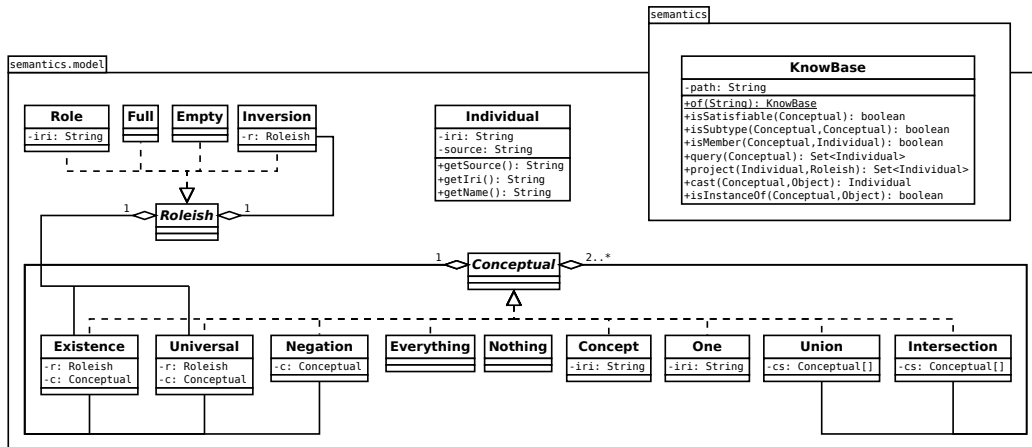 semantics
KnowBase
-path: String
+of(String): KnowBase
+isSatisfiable(Conceptual): boolean
+isSubtype(Conceptual,Conceptual): boolean
+isMember(Conceptual,Individual): boolean
+query(Conceptual): Set<Individual>
+project(Individual,Roleish): Set<Individual>
+cast(Conceptual,Object): Individual
+isInstanceOf(Conceptual,Object): boolean
semantics.model
Role
-iri: String
Full
Empty
Inversion
-r: Roleish
Individual
-iri: String
-source: String
+getSource(): String
+getIri(): String
+getName(): String
1
Roleish
1
1
Conceptual
2..*
Existence
-r: Roleish
-c: Conceptual
Universal
-r: Roleish
-c: Conceptual
Negation
-c: Conceptual
Everything
Nothing
Concept
-iri: String
One
-iri: String
Union
-cs: Conceptual[]
Intersection
-cs: Conceptual[]